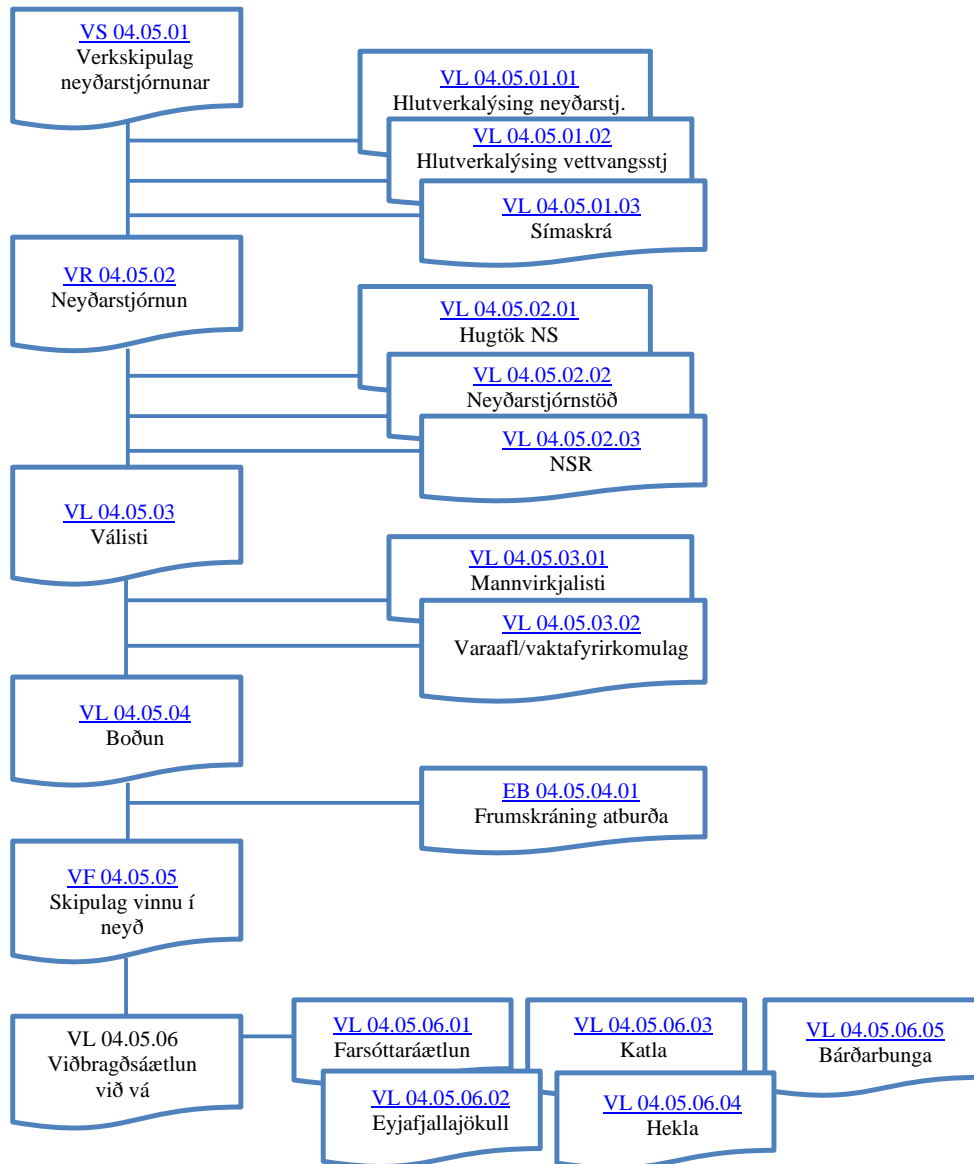 VS 04.05.01
Verkskipulag
neyðarstjórnunar
VL 04.05.01.01
Hlutverkalýsing neyðarstj.
VL 04.05.01.02
Hlutverkalýsing vettvangsstj
VL 04.05.01.03
Símaskrá
VR 04.05.02
Neyðarstjórnun
VL 04.05.02.01
Hugtök NS
VL 04.05.02.02
Neyðarstjórnstöð
VL 04.05.02.03
NSR
VL 04.05.03
Válisti
VL 04.05.03.01
Mannvirkjalisti
VL 04.05.03.02
Varaafl/vaktafyrirkomulag
VL 04.05.04
Boðun
EB 04.05.04.01
Frumskráning atburða
VF 04.05.05
Skipulag vinnu í
neyð
VL 04.05.06
Viðbragðsáætlun
við vá
VL 04.05.06.01
Farsóttaráætlun
VL 04.05.06.02
Eyjafjallajökull
VL 04.05.06.03
Katla
VL 04.05.06.04
Hekla
VL 04.05.06.05
Bárðarbunga